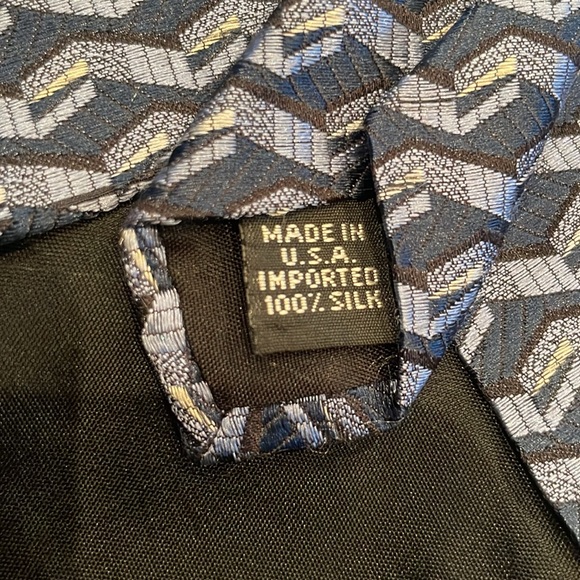 MADE IN
U.S.A.
IMPORTED
100% SILK